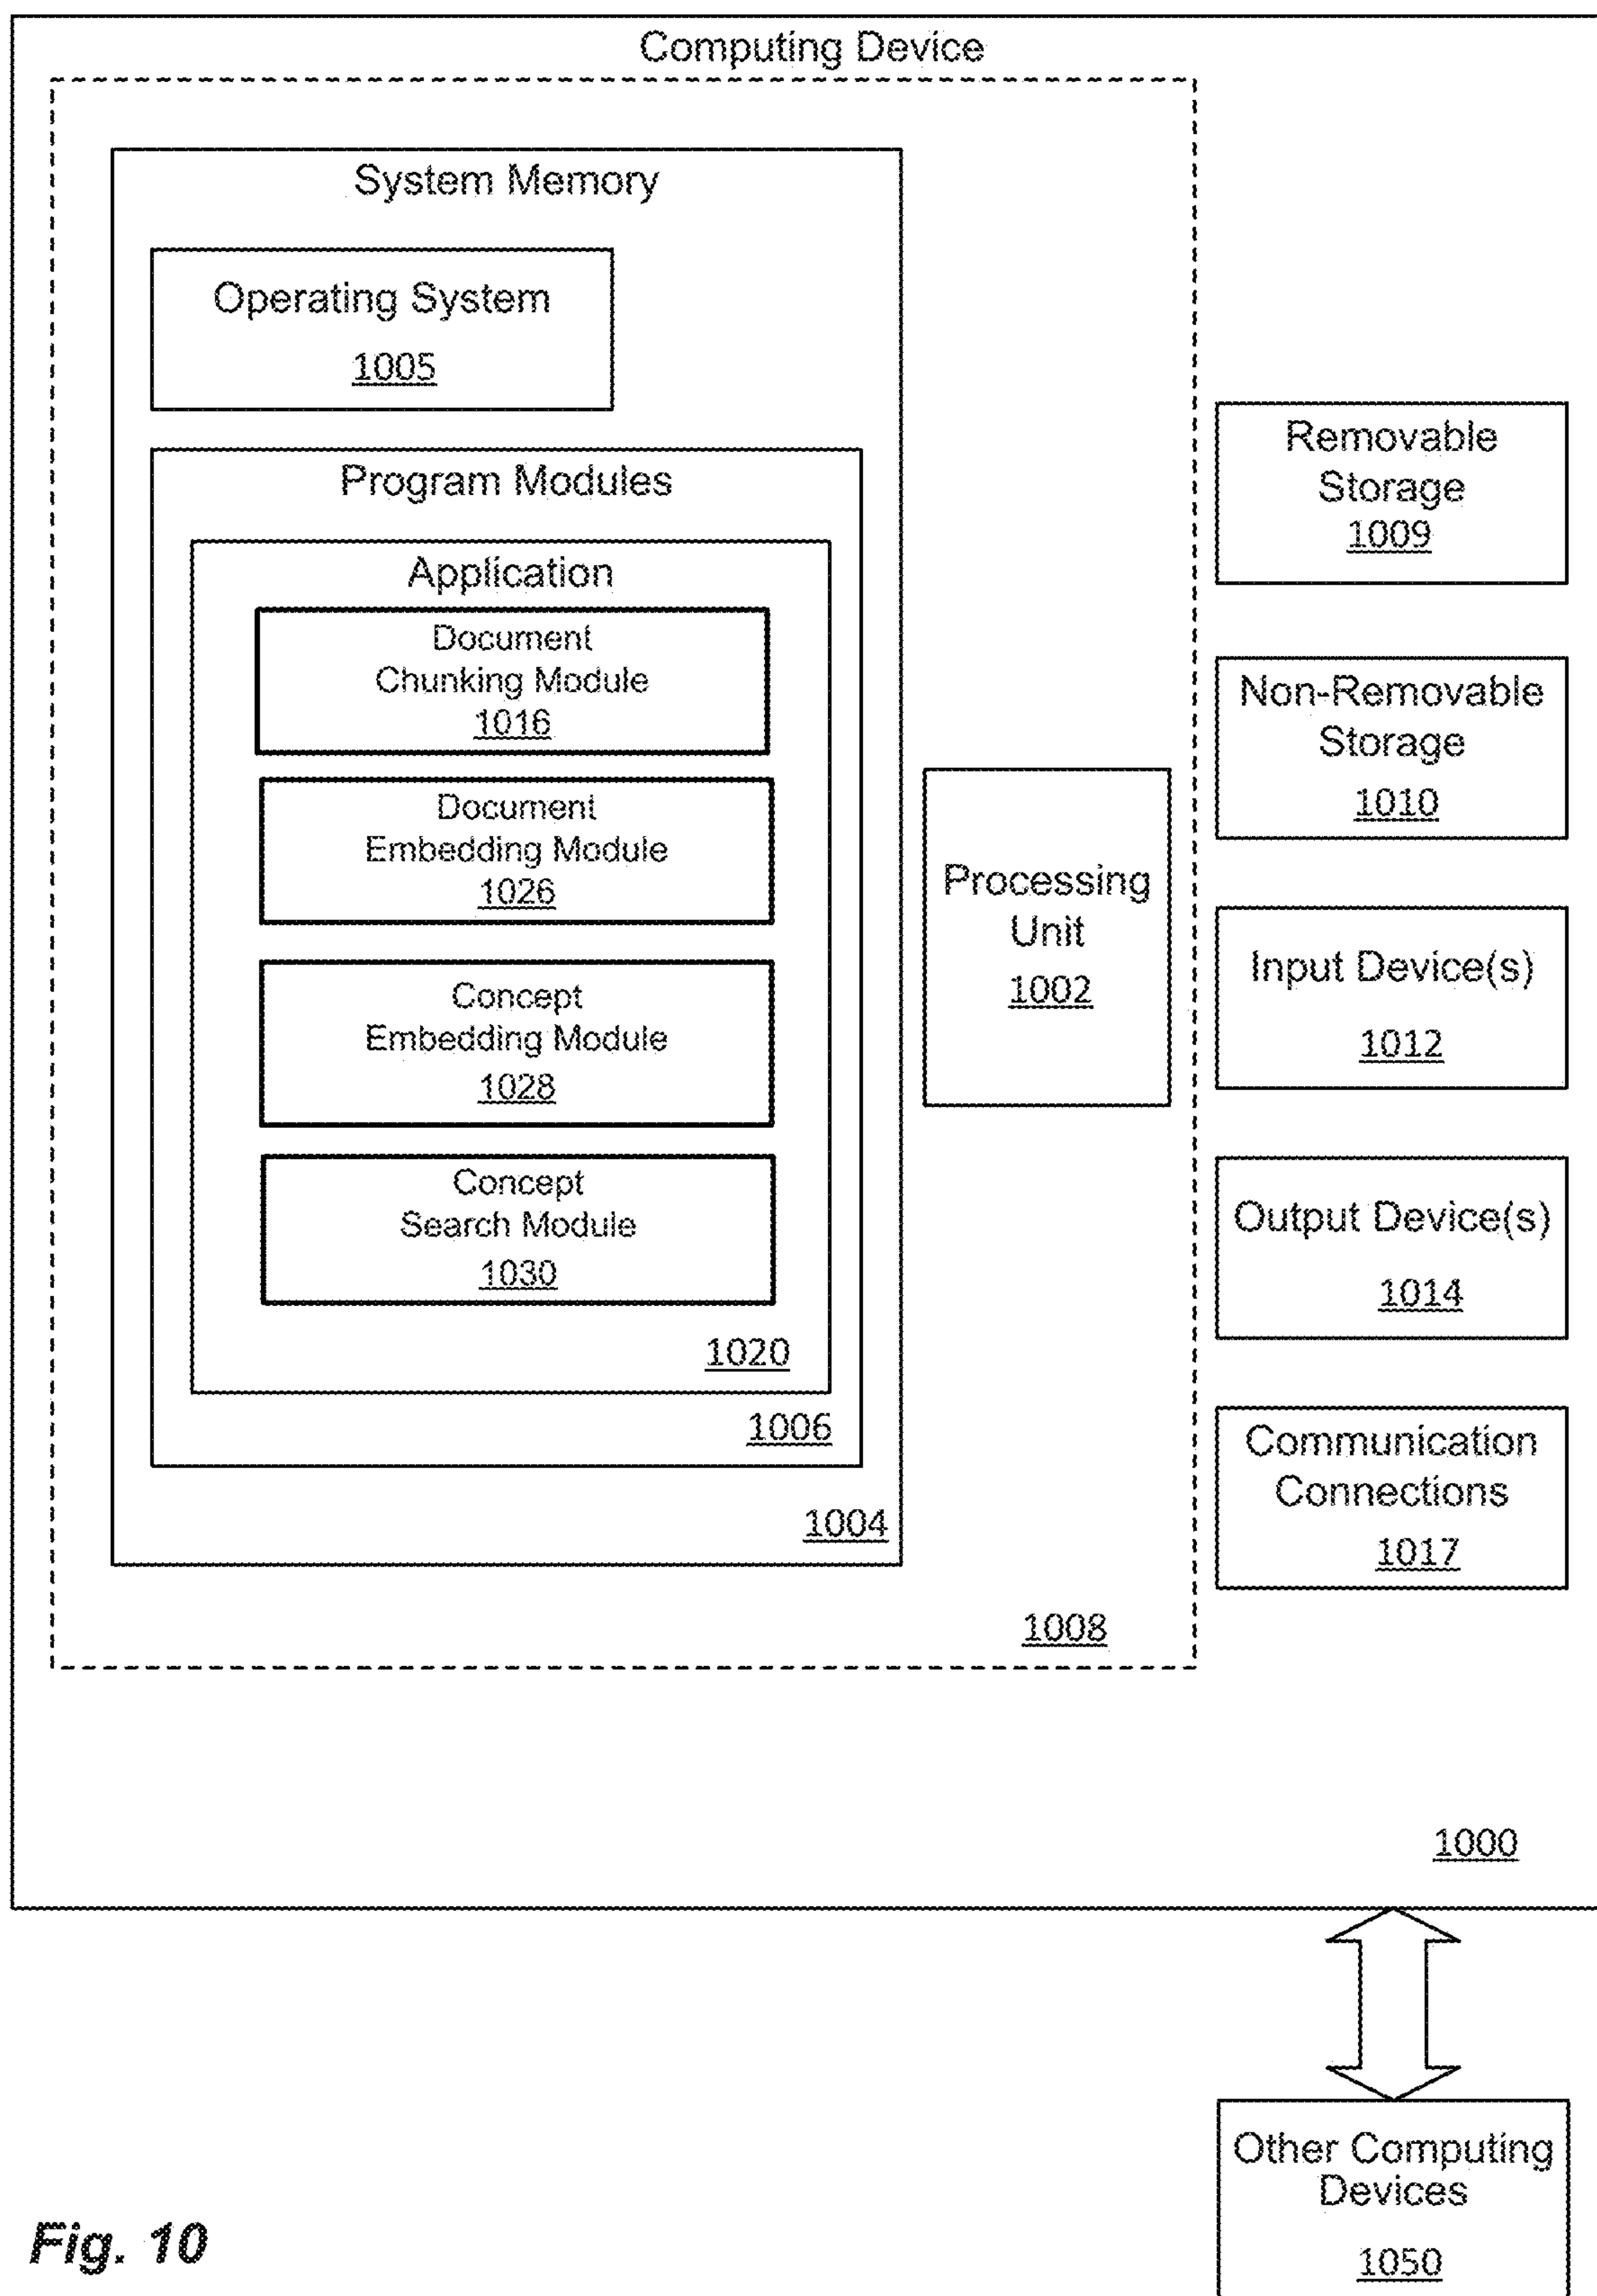 Computing Device
System Memory
Operating System
1005
Program Modules
Application
Document
Chunking Module
1016
Document
Embedding Module
1026
Concept
Embedding Module
1028
Concept
Search Module
1030
1020
1006
1004
Processing
Unit
1002
1008
Removable
Storage
1009
Non-Removable
Storage
1010
Input Device(s)
1012
Output Device(s)
1014
Communication
Connections
1017
1000
Other Computing
Devices
1050
Fig. 10